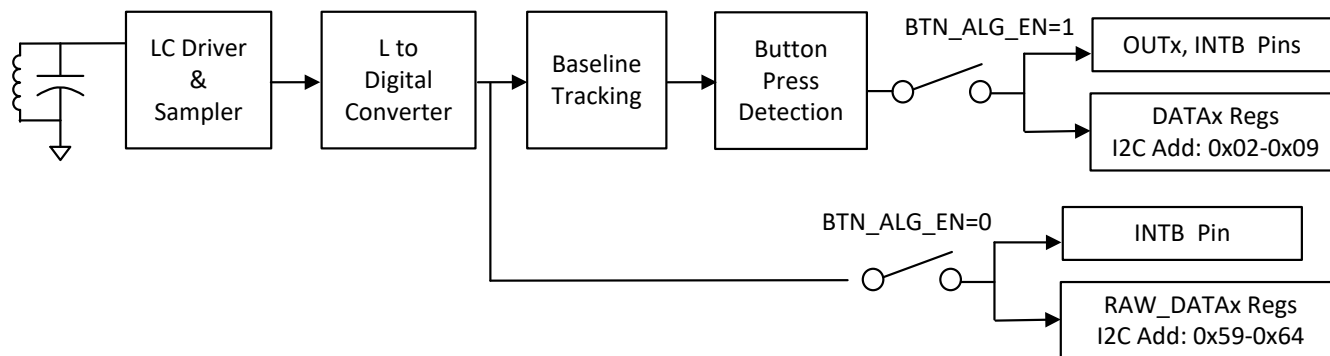 LC Driver
&
Sampler
L to
Digital
Converter
Baseline
Tracking
Button
Press
Detection
BTN_ALG_EN=1
OUTx, INTB Pins
DATAx Regs
I2C Add: 0x02-0x09
BTN_ALG_EN=0
INTB Pin
RAW_DATAx Regs
I2C Add: 0x59-0x64